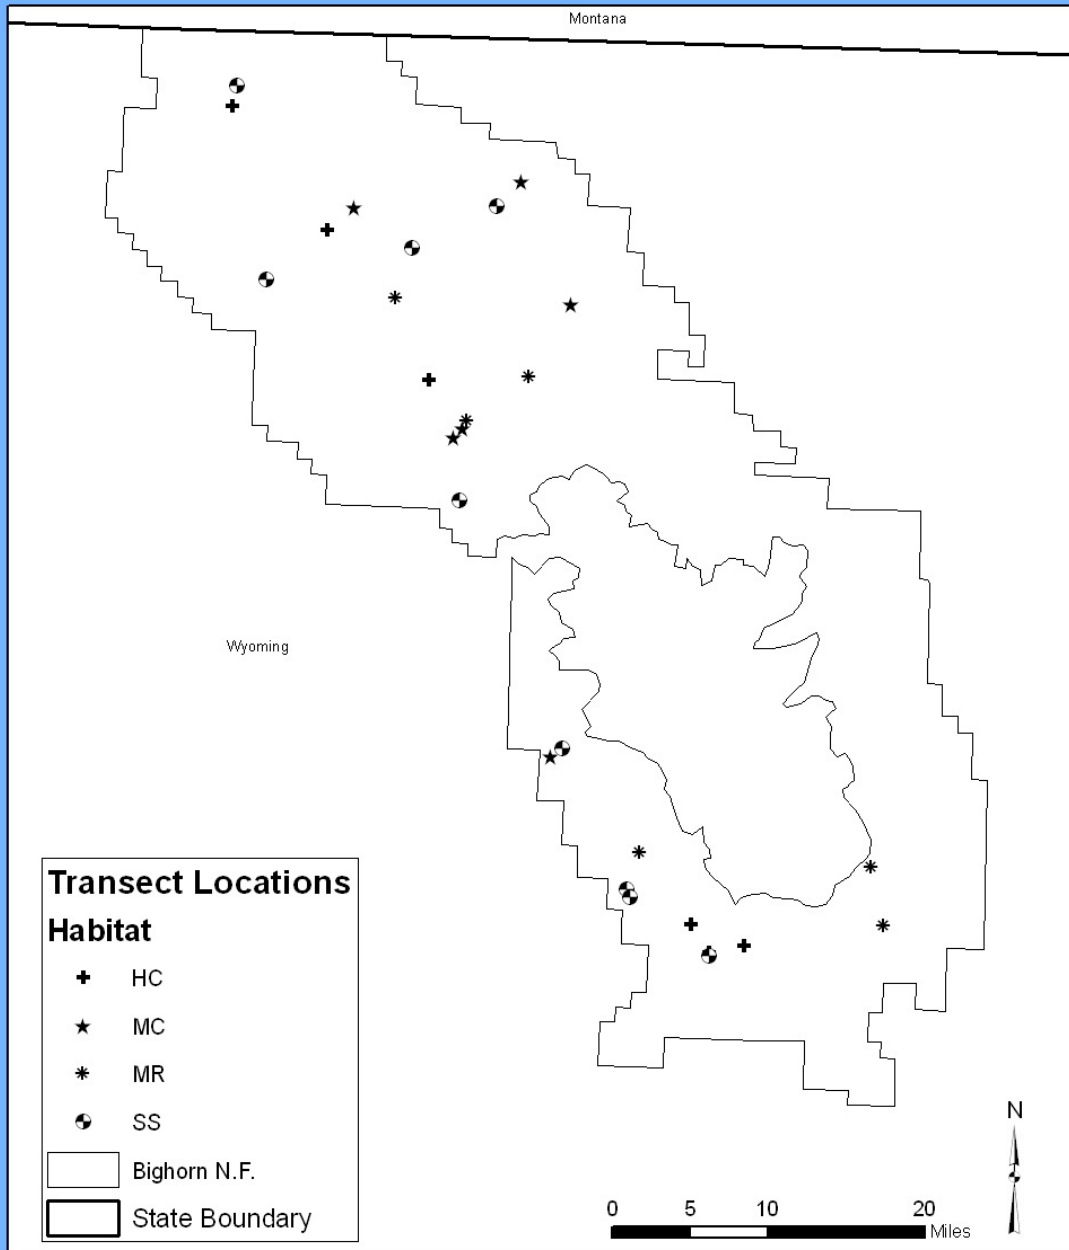 Montana
Wyoming
Transect Locations
Habitat
HC
MC
MR
SS
Bighorn N.F.
State Boundary
N
0 5 10 20
Miles